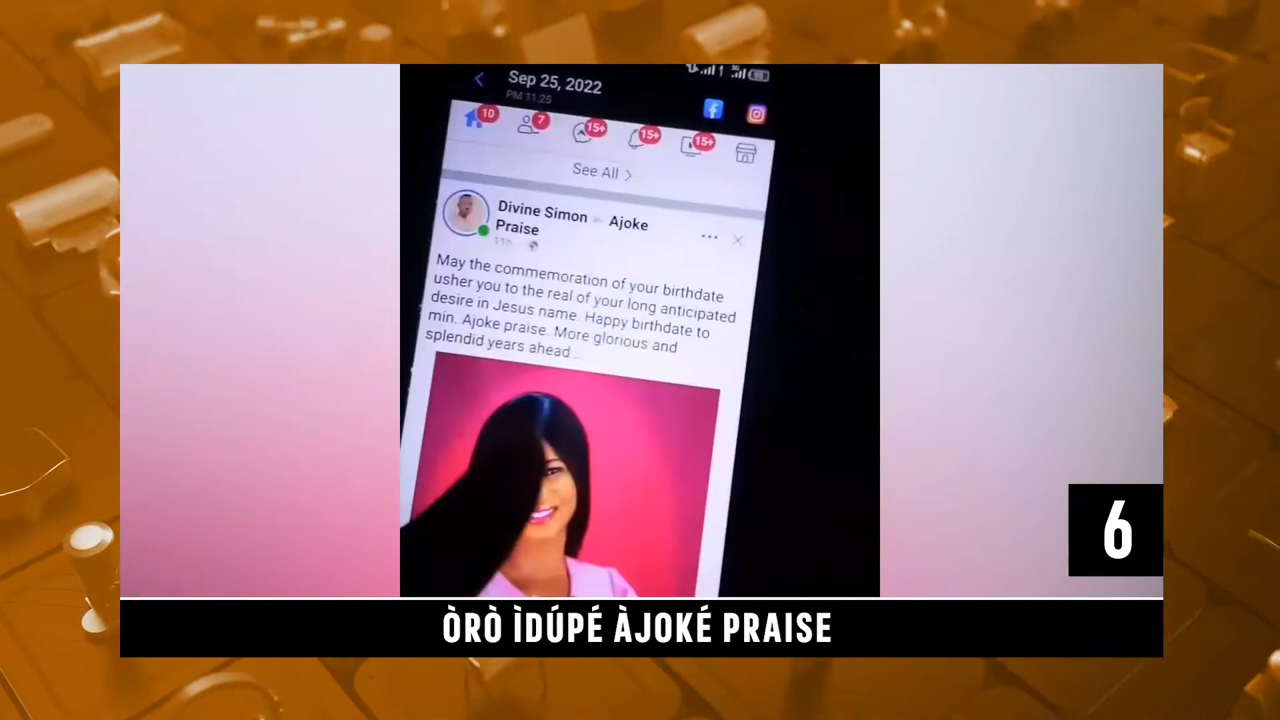 Sep 25, 2022
PM 11:25
10
7
15+
15+
15+
See All >
Divine Simon ▸ Ajoke
Praise
11h
May the commemoration of your birthdate
usher you to the real of your long anticipated
desire in Jesus name. Happy birthdate to
min. Ajoke praise. More glorious and
splendid years ahead...
6
ÒRÒ ÌDÚPÉ ÀJOKÉ PRAISE